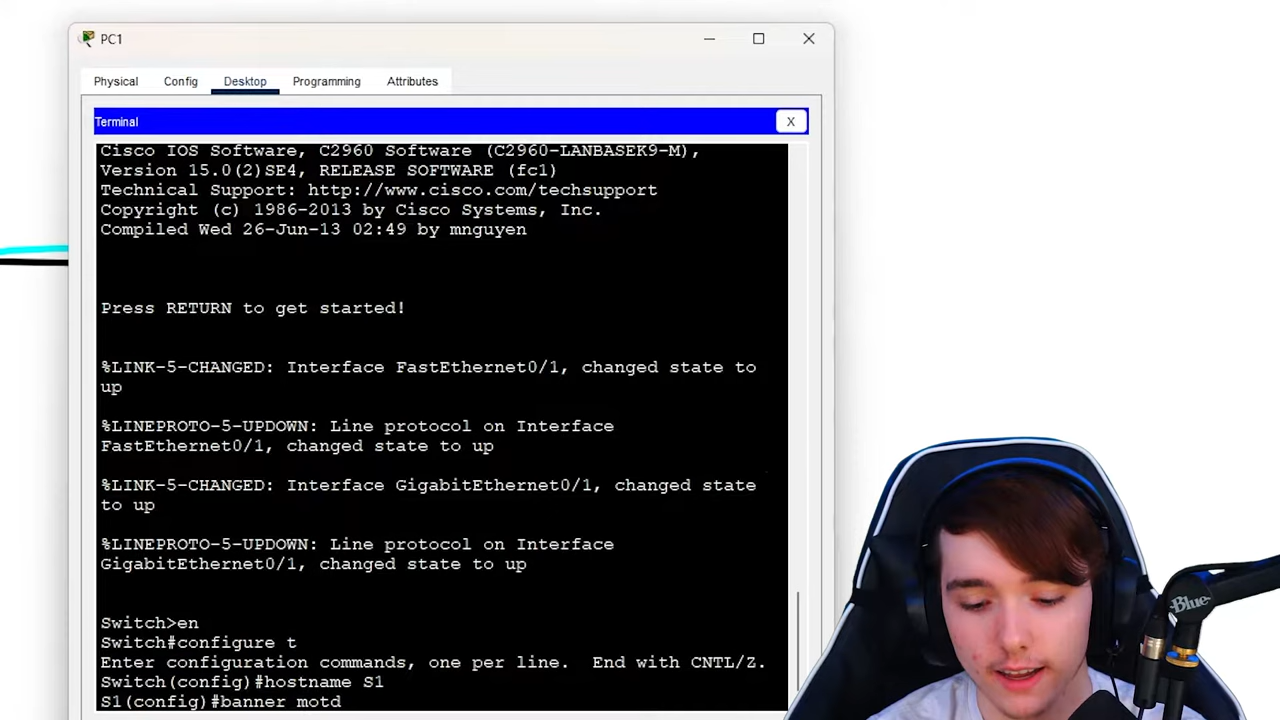 PC1
Physical Config Desktop Programming Attributes
Terminal X
Cisco IOS Software, C2960 Software (C2960-LANBASEK9-M),
Version 15.0(2)SE4, RELEASE SOFTWARE (fc1)
Technical Support: http://www.cisco.com/techsupport
Copyright (c) 1986-2013 by Cisco Systems, Inc.
Compiled Wed 26-Jun-13 02:49 by mnguyen
Press RETURN to get started!
%LINK-5-CHANGED: Interface FastEthernet0/1, changed state to
up
%LINEPROTO-5-UPDOWN: Line protocol on Interface
FastEthernet0/1, changed state to up
%LINK-5-CHANGED: Interface GigabitEthernet0/1, changed state
to up
%LINEPROTO-5-UPDOWN: Line protocol on Interface
GigabitEthernet0/1, changed state to up
Switch>en
Switch#configure t
Enter configuration commands, one per line. End with CNTL/Z.
Switch(config)#hostname S1
S1(config)#banner motd
Blue